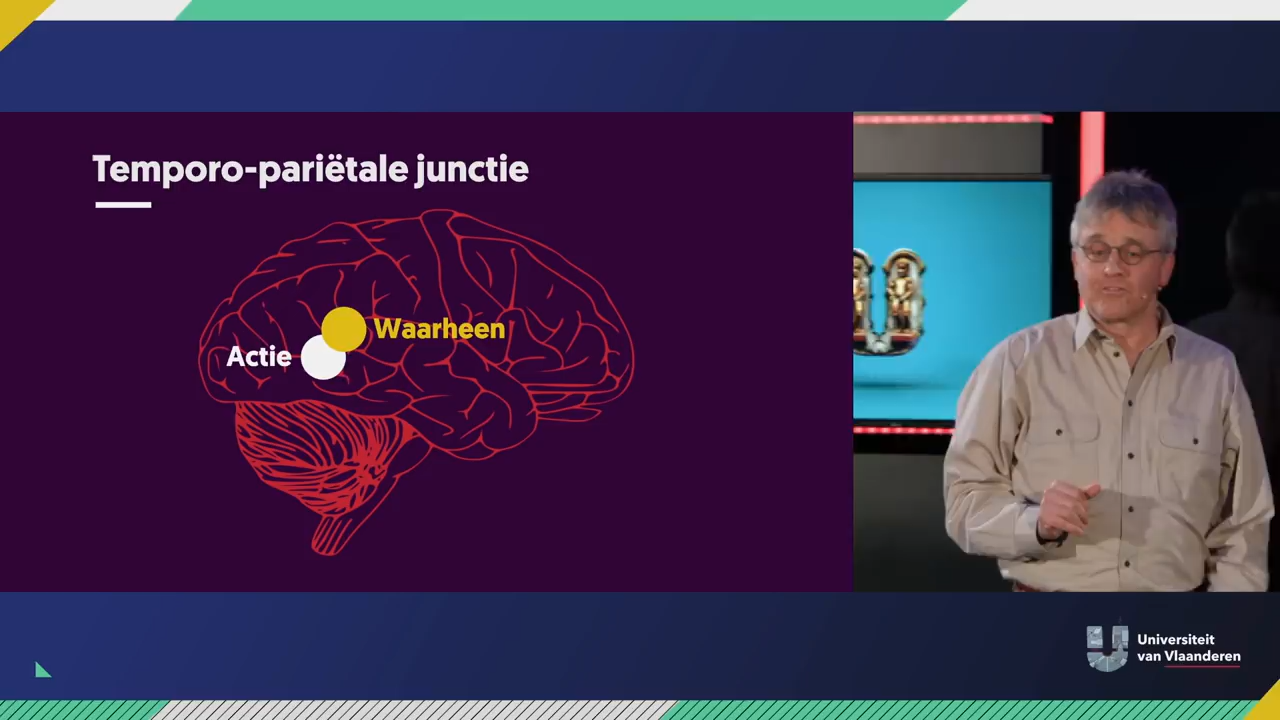 Temporo-pariëtale junctie
Waarheen
Actie
Universiteit
van Vlaanderen